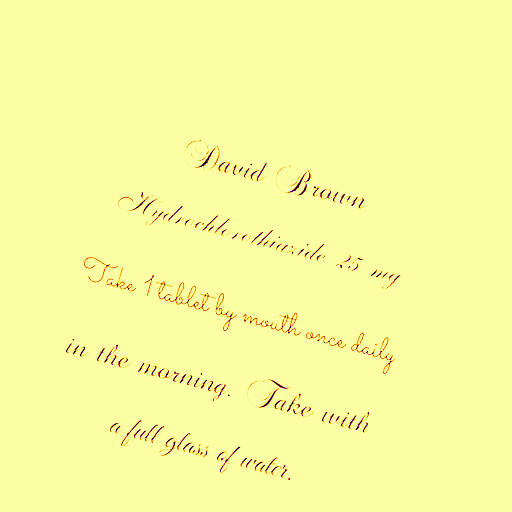 David Brown
Hydrochlorothiazide 25 mg
Take 1 tablet by mouth once daily
in the morning. Take with
a full glass of water.